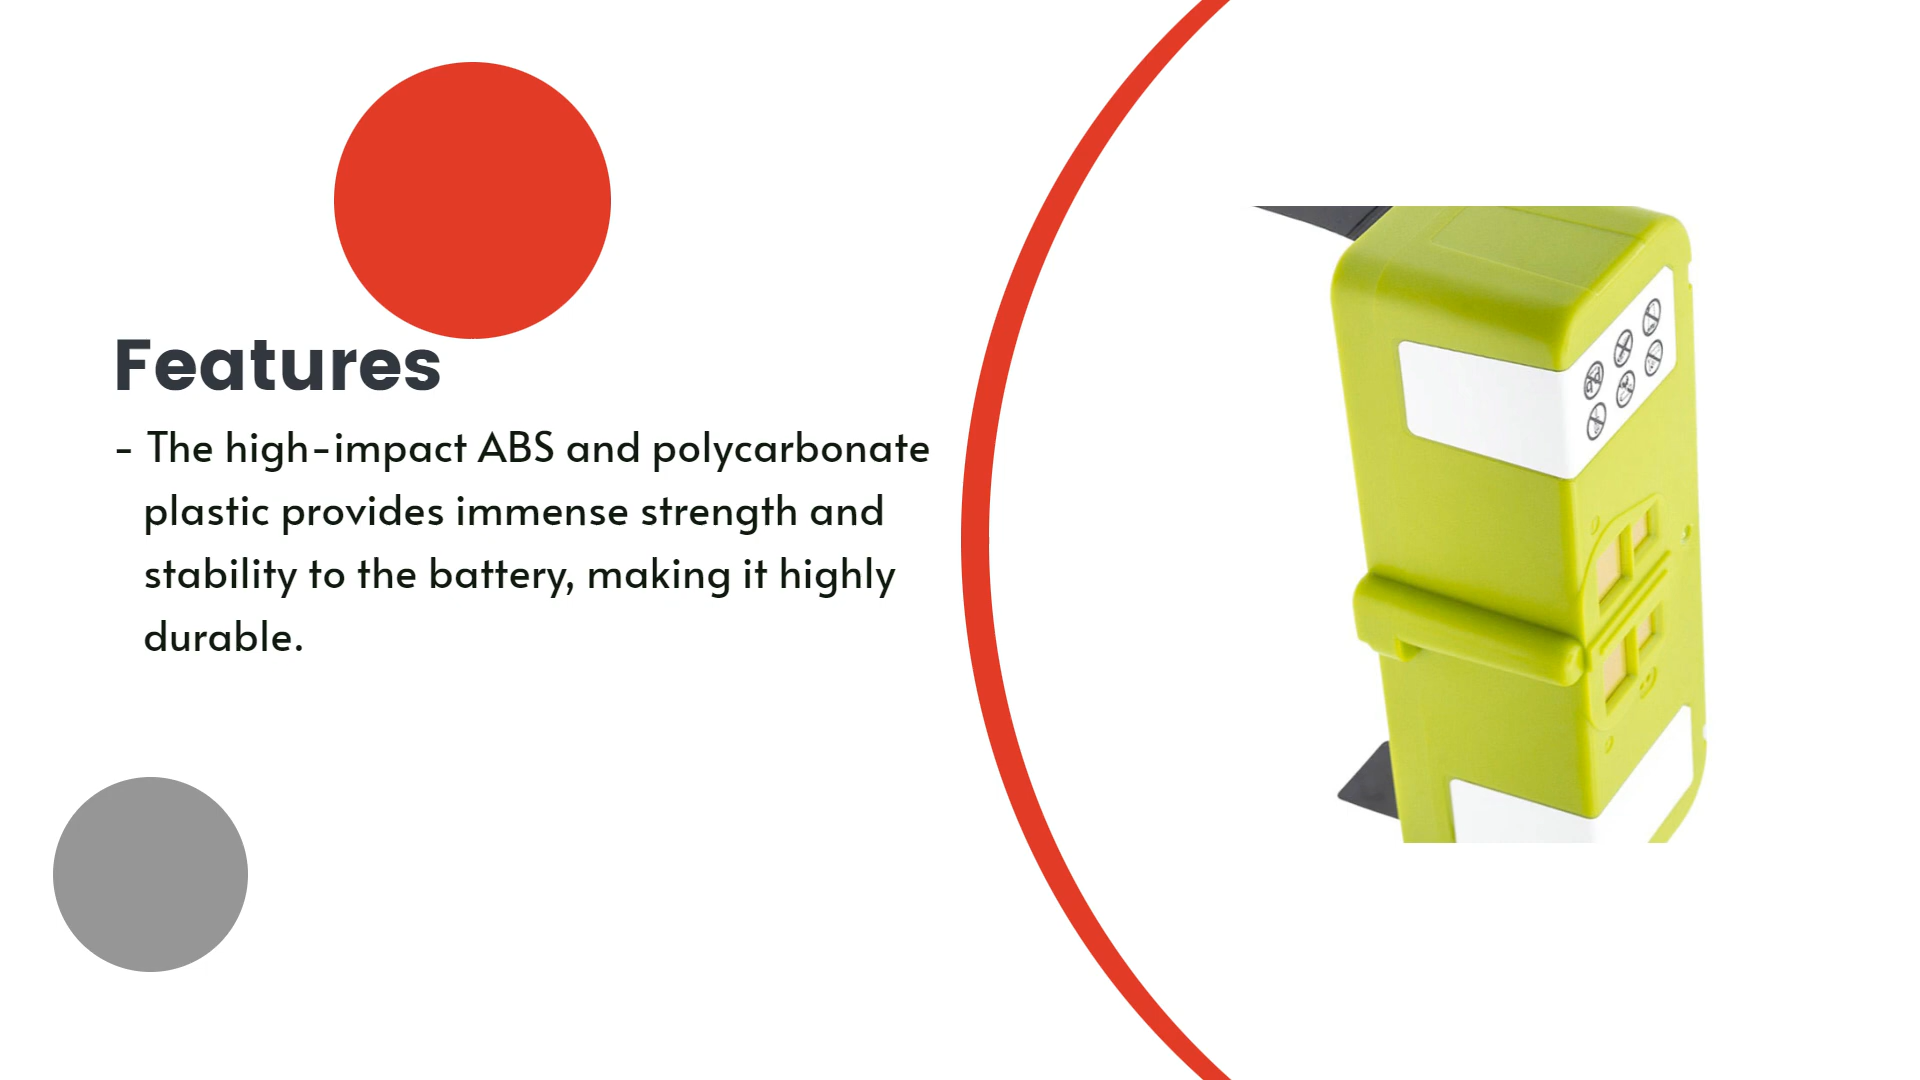 Features
- The high-impact ABS and polycarbonate
plastic provides immense strength and
stability to the battery, making it highly
durable.